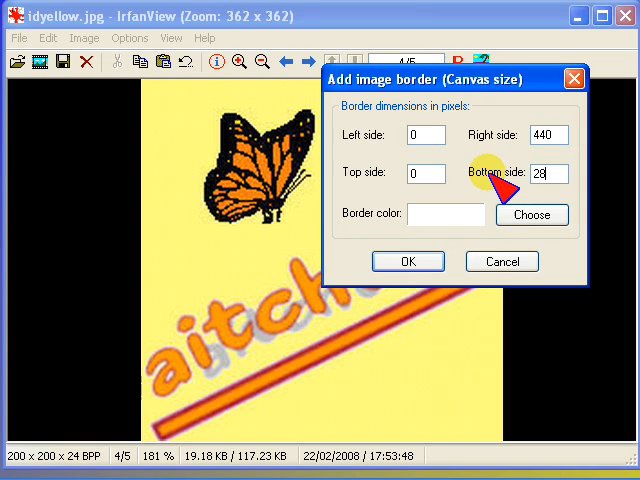 idyellow.jpg - IrfanView (Zoom: 362 x 362)
File Edit Image Options View Help
4/5
Add image border (Canvas size)
Border dimensions in pixels:
Left side: 0 Right side: 440
Top side: 0 Bottom side: 28
Border color: Choose
OK Cancel
aitch
200 x 200 x 24 BPP 4/5 181 % 19.18 KB / 117.23 KB 22/02/2008 / 17:53:48